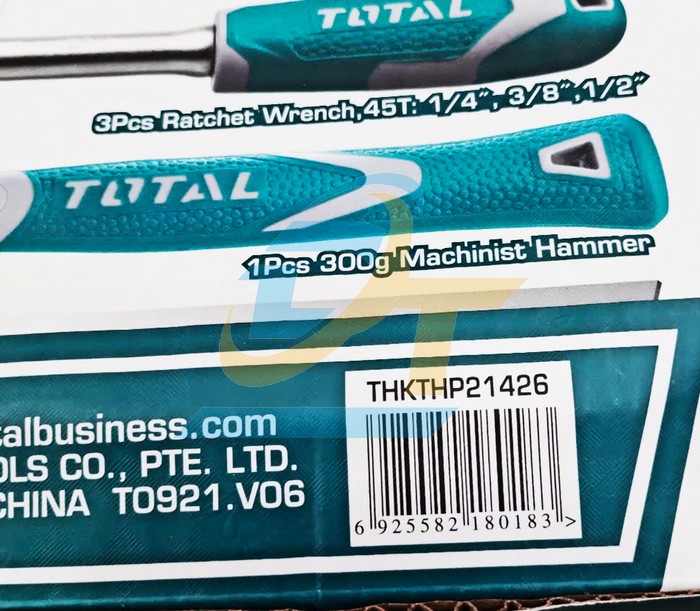 TOTAL
3Pcs Ratchet Wrench,45T: 1/4″, 3/8″,1/2″
TOTAL
1Pcs 300g Machinist Hammer
THKTHP21426
talbusiness.com
OLS CO., PTE. LTD.
CHINA T0921.V06
6 925582 180183 >